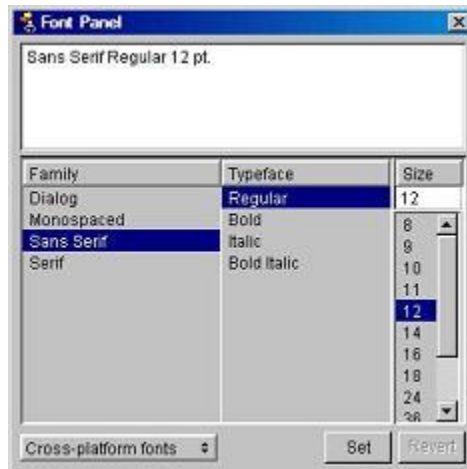 Font Panel
Sans Serif Regular 12 pt.
Family Typeface Size
Dialog Regular 12
Monospaced Bold 8
Sans Serif Italic 9
Serif Bold Italic 10
11
12
14
16
18
24
36
Cross-platform fonts Set Revert